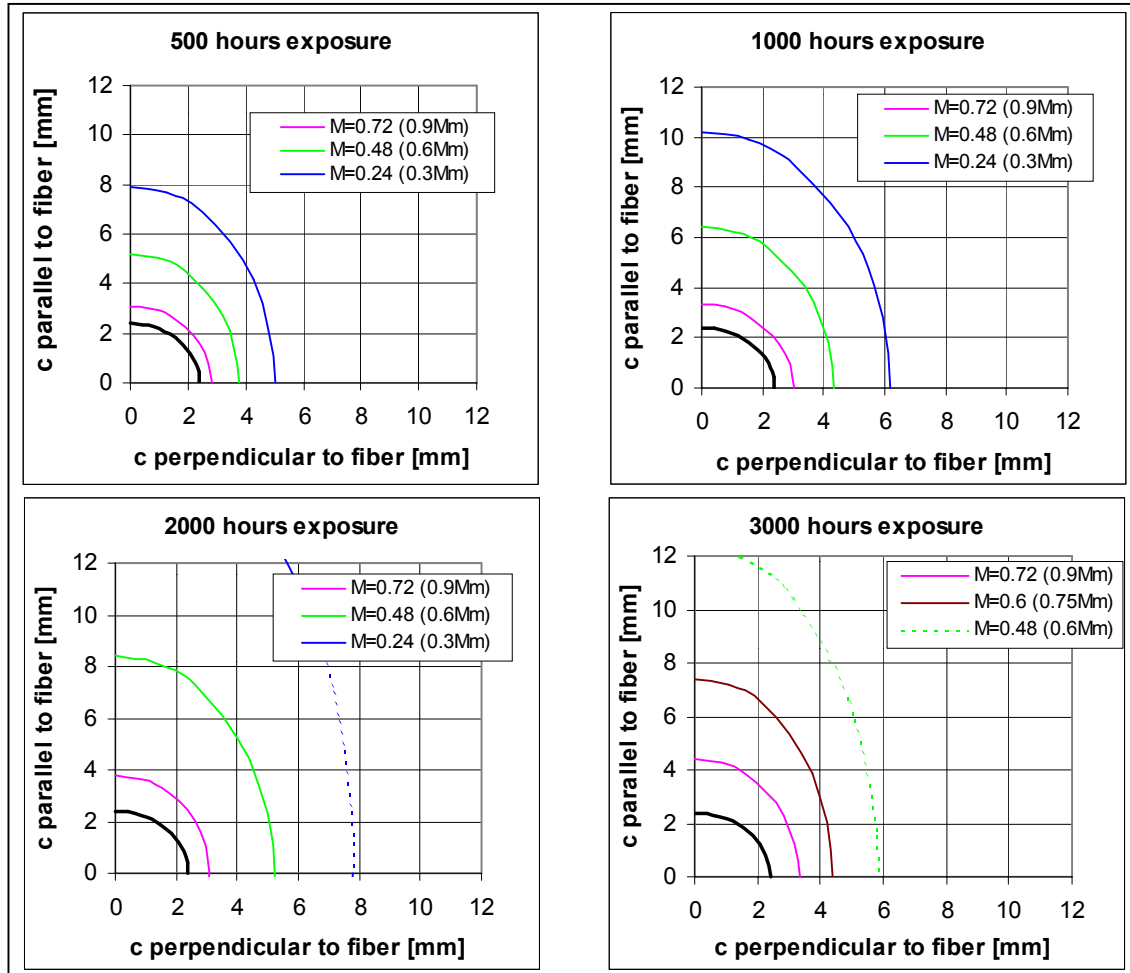 500 hours exposure
c parallel to fiber [mm]
12
10
8
6
4
2
0
M=0.72 (0.9Mm)
M=0.48 (0.6Mm)
M=0.24 (0.3Mm)
0 2 4 6 8 10 12
c perpendicular to fiber [mm]
1000 hours exposure
c parallel to fiber [mm]
12
10
8
6
4
2
0
M=0.72 (0.9Mm)
M=0.48 (0.6Mm)
M=0.24 (0.3Mm)
0 2 4 6 8 10 12
c perpendicular to fiber [mm]
2000 hours exposure
c parallel to fiber [mm]
12
10
8
6
4
2
0
M=0.72 (0.9Mm)
M=0.48 (0.6Mm)
M=0.24 (0.3Mm)
0 2 4 6 8 10 12
c perpendicular to fiber [mm]
3000 hours exposure
c parallel to fiber [mm]
12
10
8
6
4
2
0
M=0.72 (0.9Mm)
M=0.6 (0.75Mm)
M=0.48 (0.6Mm)
0 2 4 6 8 10 12
c perpendicular to fiber [mm]